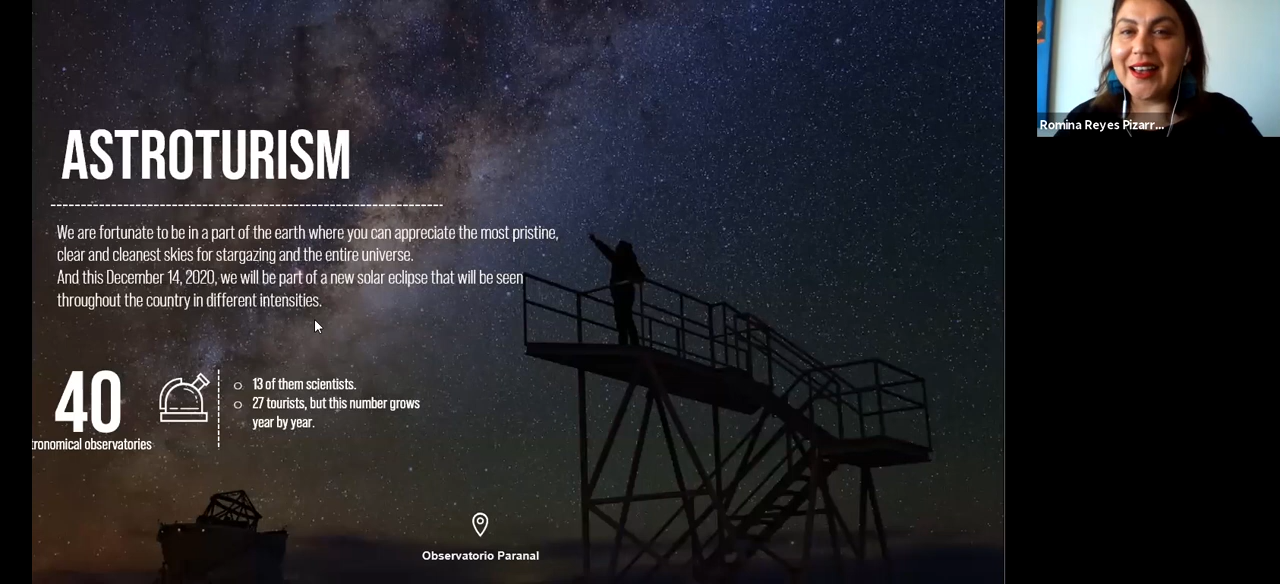 ASTROTURISM
We are fortunate to be in a part of the earth where you can appreciate the most pristine,
clear and cleanest skies for stargazing and the entire universe.
And this December 14, 2020, we will be part of a new solar eclipse that will be seen
throughout the country in different intensities.
40
tronomical observatories
13 of them scientists.
27 tourists, but this number grows
year by year.
Observatorio Paranal
Romina Reyes Pizarr...